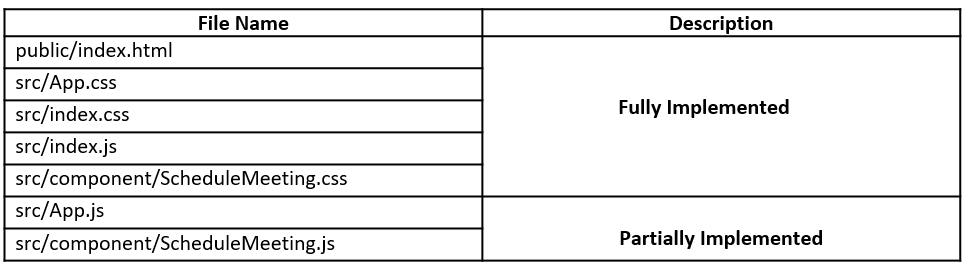 File Name Description
public/index.html
src/App.css
src/index.css
Fully Implemented
src/index.js
src/component/ScheduleMeeting.css
src/App.js
src/component/ScheduleMeeting.js
Partially Implemented